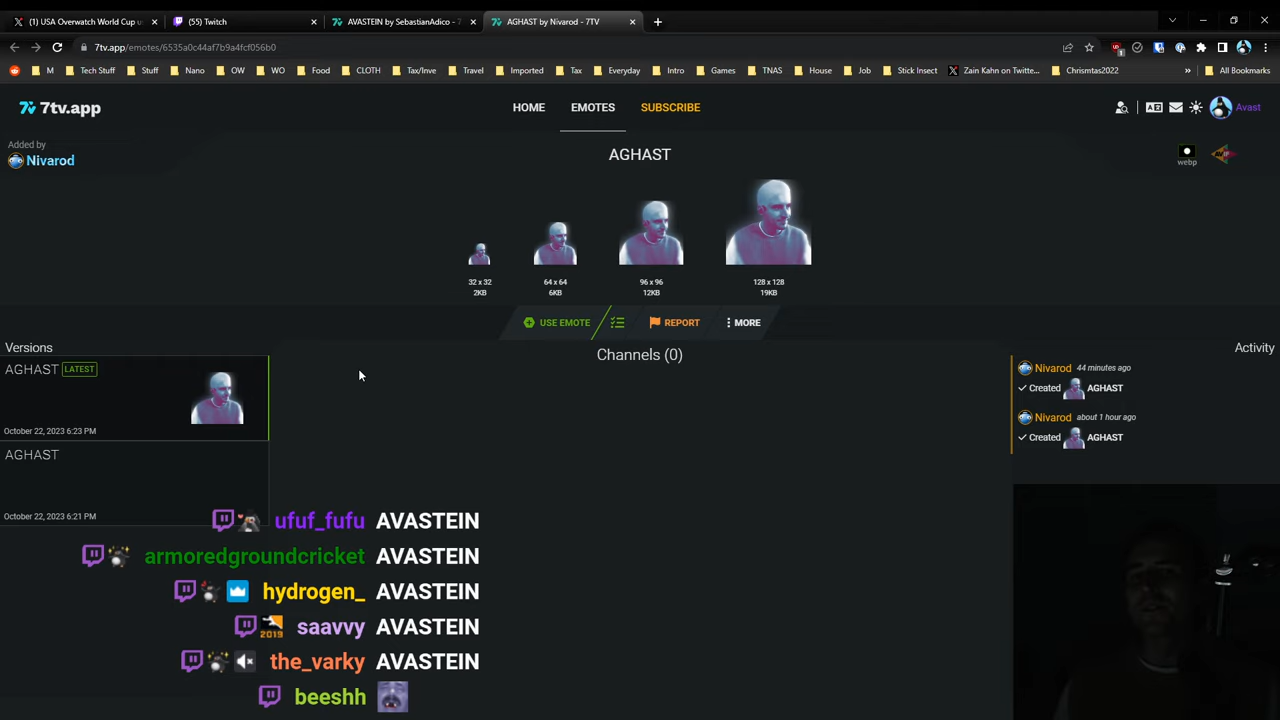 (1) USA Overwatch World Cup u
(55) Twitch
AVASTEIN by SebastianAdico - 7
AGHAST by Nivarod - 7TV
7tv.app/emotes/6535a0c44af7b9a4fcf056b0
M
Tech Stuff
Stuff
Nano
OW
WO
Food
CLOTH
Tax/Inve
Travel
Imported
Tax
Everyday
Intro
Games
TNAS
House
Job
Stick Insect
Zain Kahn on Twitte...
Chrismtas2022
»
All Bookmarks
7tv.app
HOME
EMOTES
SUBSCRIBE
Avast
Added by
Nivarod
AGHAST
webp
32 x 32
2KB
64 x 64
6KB
96 x 96
12KB
128 x 128
19KB
USE EMOTE
REPORT
MORE
Versions
Channels (0)
Activity
AGHAST LATEST
October 22, 2023 6:23 PM
AGHAST
October 22, 2023 6:21 PM
Nivarod 44 minutes ago
Created AGHAST
Nivarod about 1 hour ago
Created AGHAST
ufuf_fufu AVASTEIN
armoredgroundcricket AVASTEIN
hydrogen_ AVASTEIN
2019 saavvy AVASTEIN
the_varky AVASTEIN
beeshh